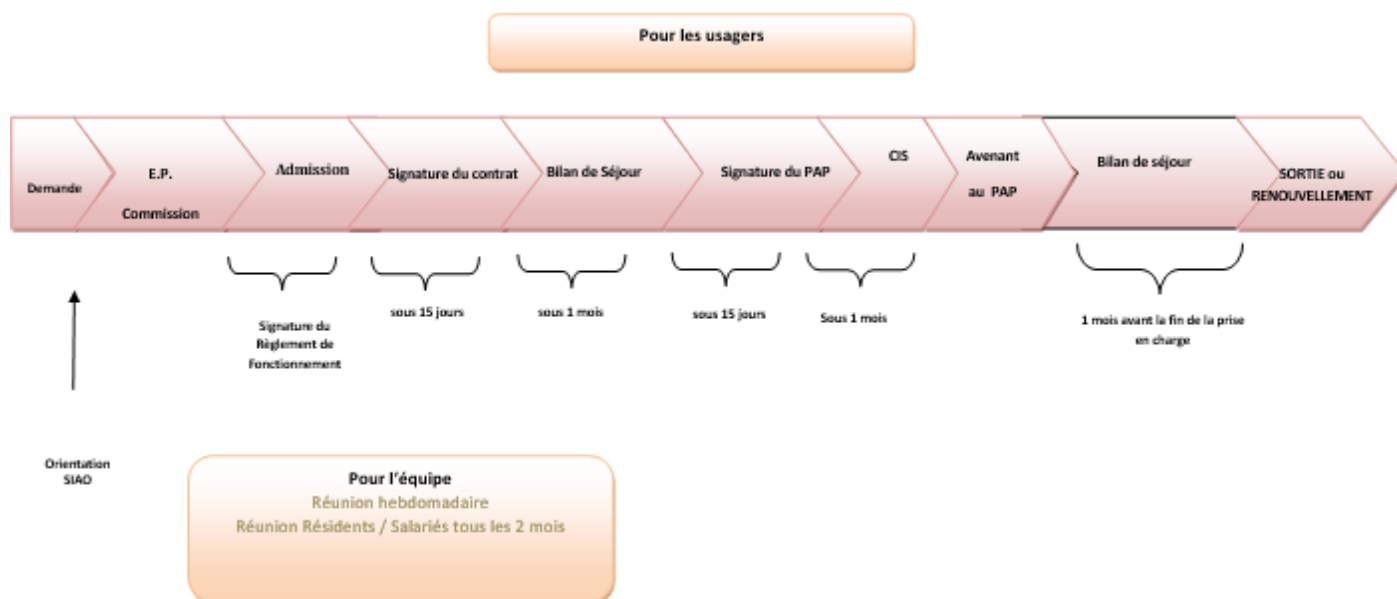 Pour les usagers
Demande
E.P.
Commission
Admission
Signature du contrat
Bilan de Séjour
Signature du PAP
CIS
Avenant
au PAP
Bilan de séjour
SORTIE ou
RENOUVELLEMENT
Signature du
Règlement de
Fonctionnement
sous 15 jours
sous 1 mois
sous 15 jours
Sous 1 mois
1 mois avant la fin de la prise
en charge
Orientation
SIAO
Pour l'équipe
Réunion hebdomadaire
Réunion Résidents / Salariés tous les 2 mois